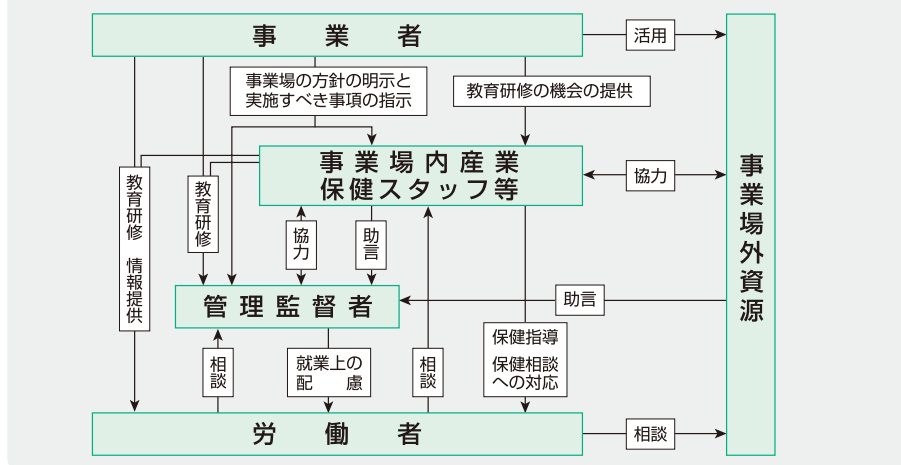 事業者
活用
事業場の方針の明示と
実施すべき事項の指示
教育研修の機会の提供
事業場内産業
保健スタッフ等
協力
事業場外資源
教育研修　情報提供
教育研修
協力
助言
管理監督者
助言
相談
就業上の
配慮
相談
保健指導
保健相談
への対応
労働者
相談